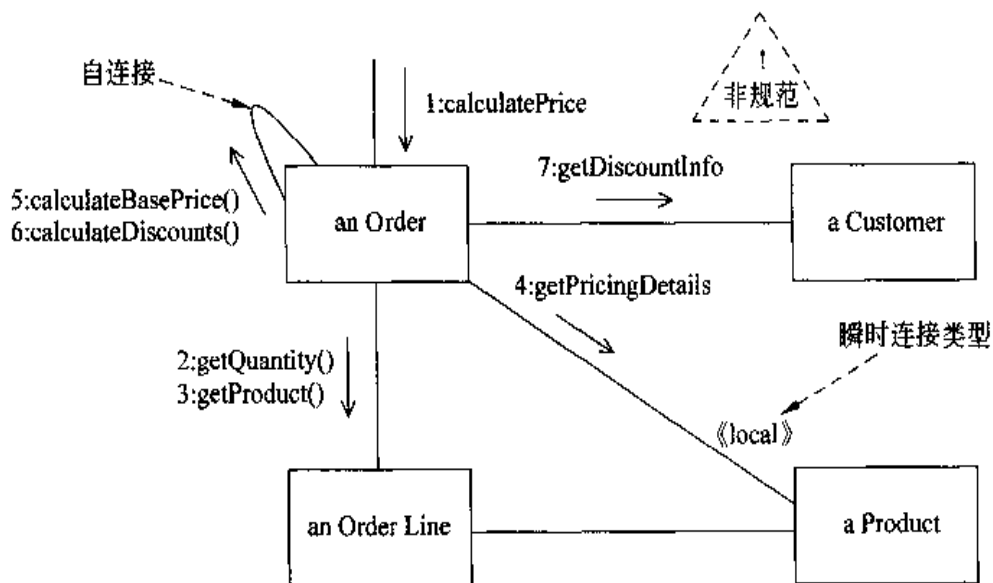 自连接
!
非规范
1:calculatePrice
7:getDiscountInfo
5:calculateBasePrice()
6:calculateDiscounts()
an Order
a Customer
4:getPricingDetails
瞬时连接类型
2:getQuantity()
3:getProduct()
《local》
an Order Line
a Product